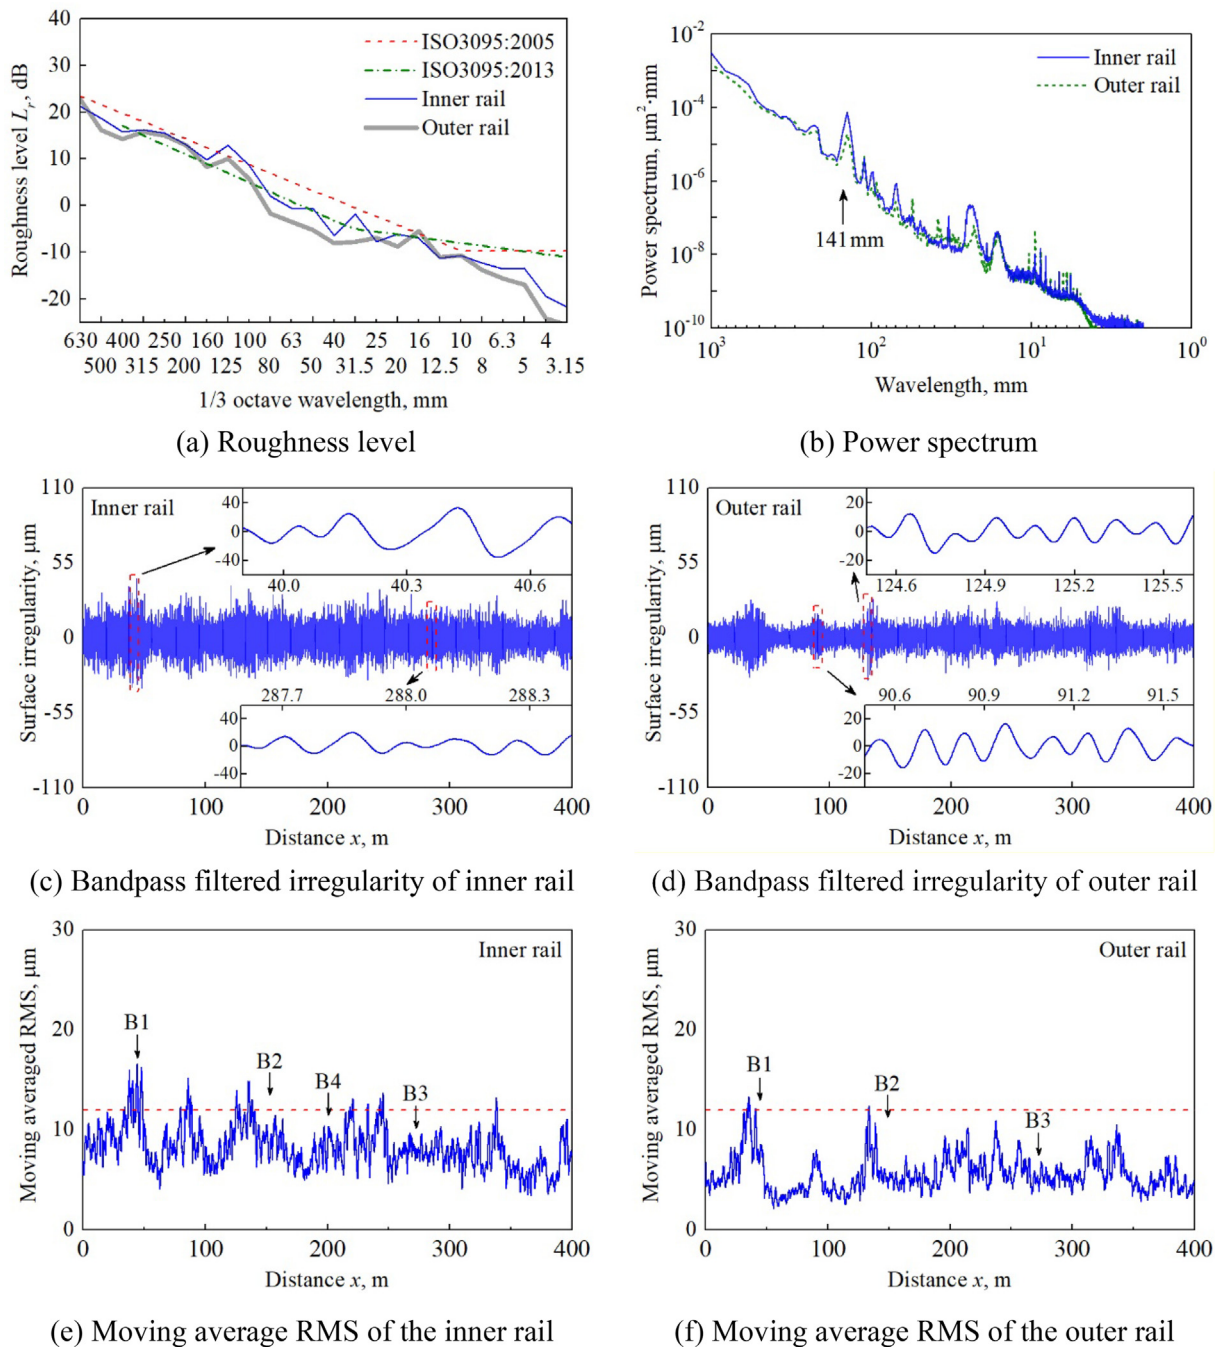 40
30
20
10
0
-10
-20
Roughness level Lr, dB
ISO3095:2005
ISO3095:2013
Inner rail
Outer rail
630 400 250 160 100 63 40 25 16 10 6.3 4
500 315 200 125 80 50 31.5 20 12.5 8 5 3.15
1/3 octave wavelength, mm
(a) Roughness level
10⁻²
10⁻⁴
10⁻⁶
10⁻⁸
10⁻¹⁰
Power spectrum, μm²·mm
Inner rail
Outer rail
141mm
10³ 10² 10¹ 10⁰
Wavelength, mm
(b) Power spectrum
110
55
0
-55
-110
Surface irregularity, μm
Inner rail
40
0
-40
40.0 40.3 40.6
287.7 288.0 288.3
40
0
-40
0 100 200 300 400
Distance x, m
(c) Bandpass filtered irregularity of inner rail
110
55
0
-55
-110
Surface irregularity, μm
Outer rail
20
0
-20
124.6 124.9 125.2 125.5
90.6 90.9 91.2 91.5
20
0
-20
0 100 200 300 400
Distance x, m
(d) Bandpass filtered irregularity of outer rail
30
20
10
0
Moving averaged RMS, μm
Inner rail
B1
B2
B4
B3
0 100 200 300 400
Distance x, m
(e) Moving average RMS of the inner rail
30
20
10
0
Moving averaged RMS, μm
Outer rail
B1
B2
B3
0 100 200 300 400
Distance x, m
(f) Moving average RMS of the outer rail